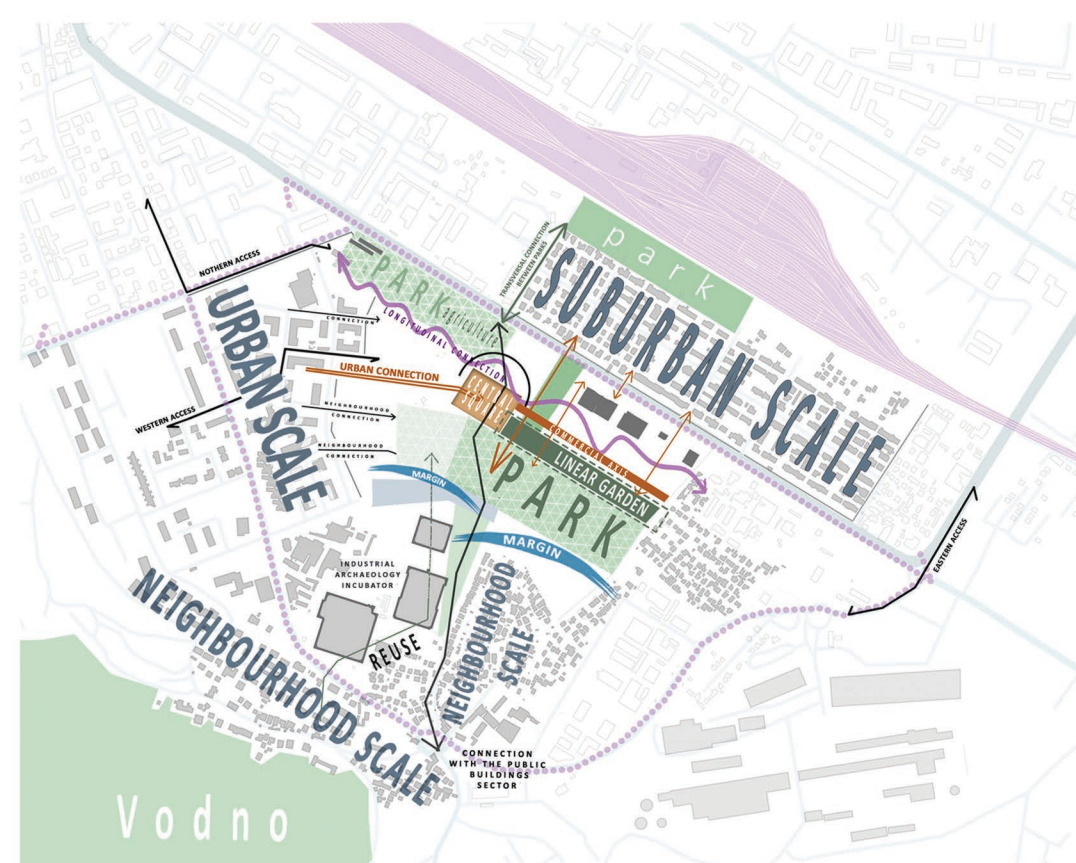 park
TRANSVERSAL CONNECTION
BETWEEN PARKS
NOTHERN ACCESS
PARK
agriculture
SUBURBAN SCALE
URBAN SCALE
CONNECTION
LONGITUDINAL CONNECTION
URBAN CONNECTION
SQUARE
NEIGHBOURHOOD
CONNECTION
WESTERN ACCESS
NEIGHBOURHOOD
CONNECTION
COMMERCIAL AXIS
LINEAR GARDEN
PARK
MARGIN
MARGIN
EASTERN ACCESS
INDUSTRIAL
ARCHAEOLOGY
INCUBATOR
REUSE
NEIGHBOURHOOD
SCALE
NEIGHBOURHOOD SCALE
CONNECTION
WITH THE PUBLIC
BUILDINGS
SECTOR
Vodno